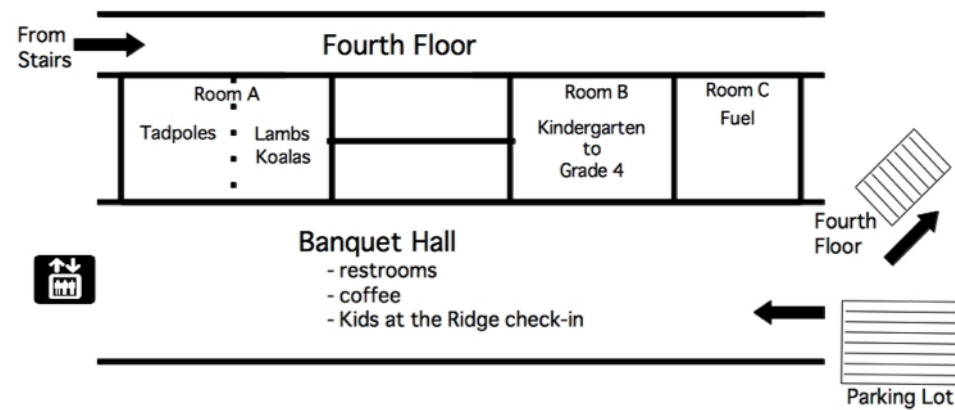 From
Stairs
Fourth Floor
Room A
Tadpoles
Lambs
Koalas
Room B
Kindergarten
to
Grade 4
Room C
Fuel
Fourth
Floor
Banquet Hall
- restrooms
- coffee
- Kids at the Ridge check-in
Parking Lot